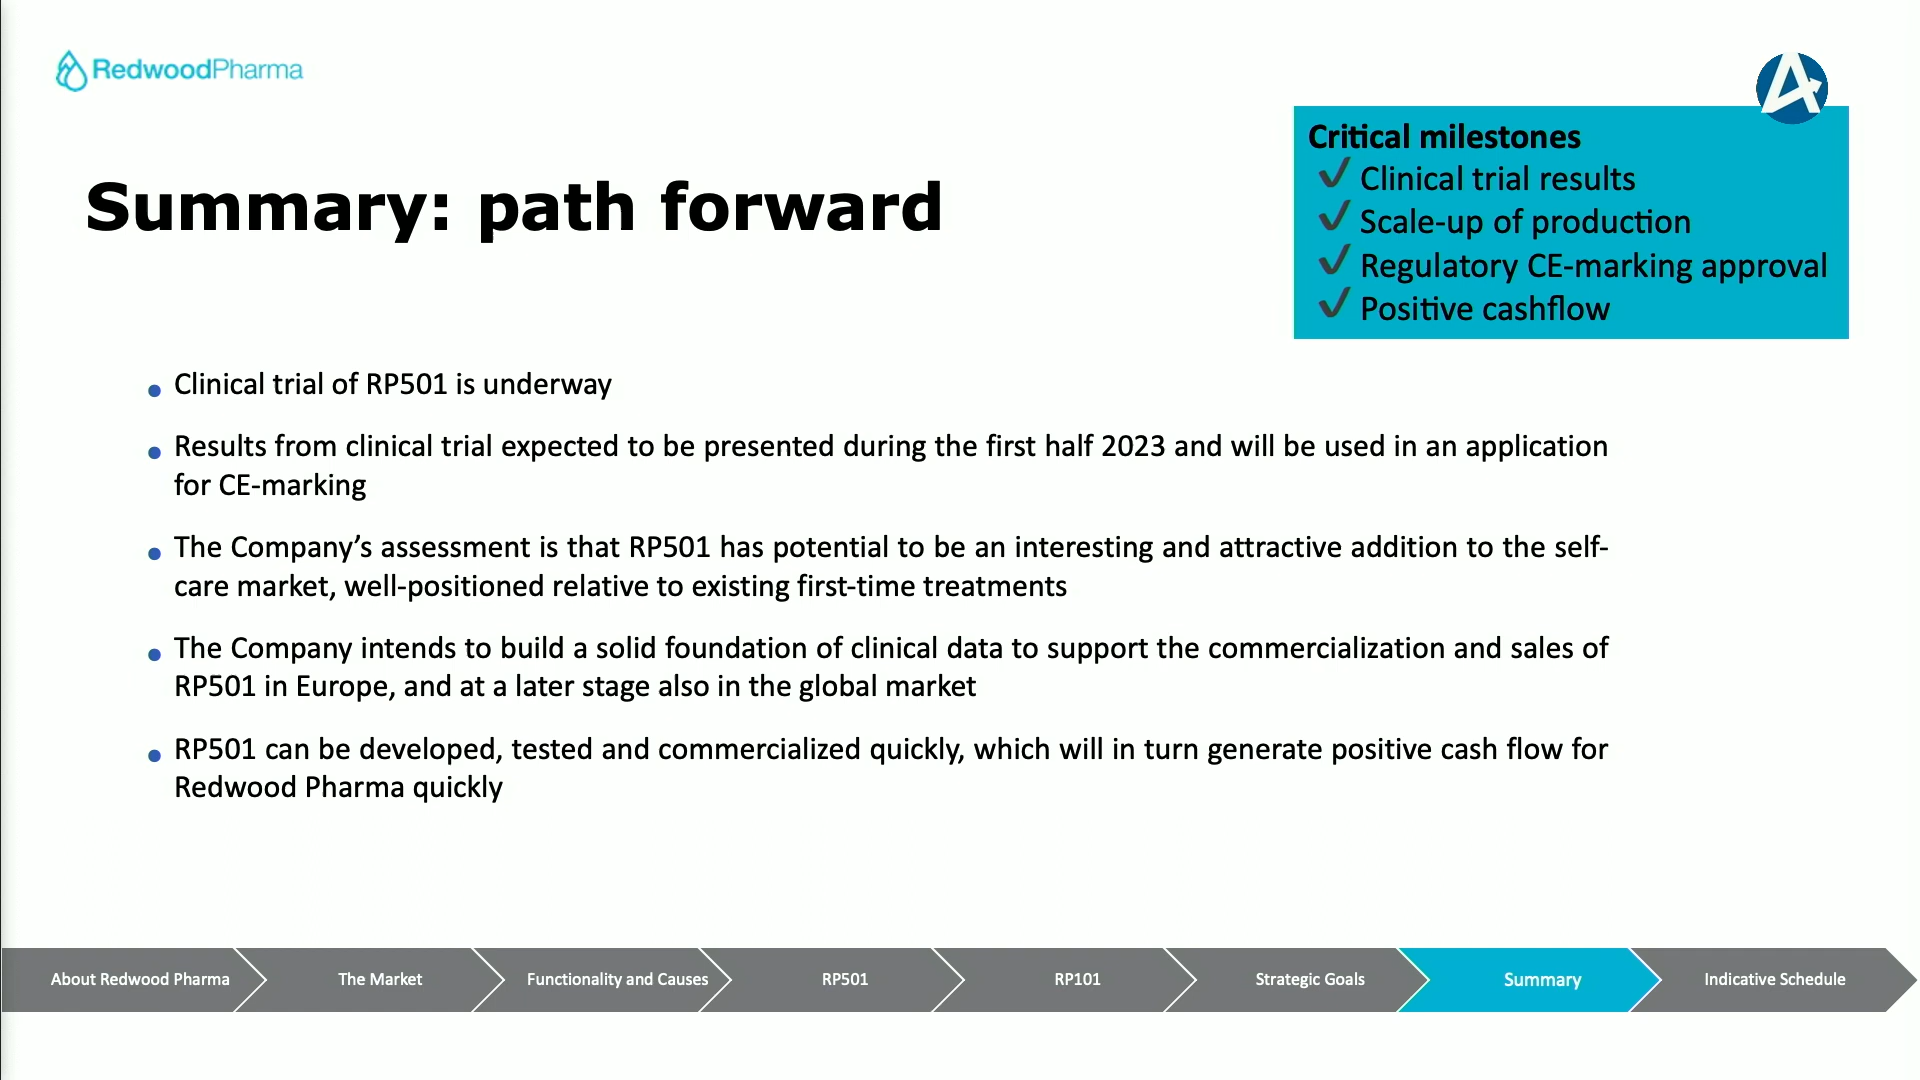 RedwoodPharma
Critical milestones
✓ Clinical trial results
✓ Scale-up of production
✓ Regulatory CE-marking approval
✓ Positive cashflow
Summary: path forward
• Clinical trial of RP501 is underway
• Results from clinical trial expected to be presented during the first half 2023 and will be used in an application
for CE-marking
• The Company’s assessment is that RP501 has potential to be an interesting and attractive addition to the self-
care market, well-positioned relative to existing first-time treatments
• The Company intends to build a solid foundation of clinical data to support the commercialization and sales of
RP501 in Europe, and at a later stage also in the global market
• RP501 can be developed, tested and commercialized quickly, which will in turn generate positive cash flow for
Redwood Pharma quickly
About Redwood Pharma
The Market
Functionality and Causes
RP501
RP101
Strategic Goals
Summary
Indicative Schedule